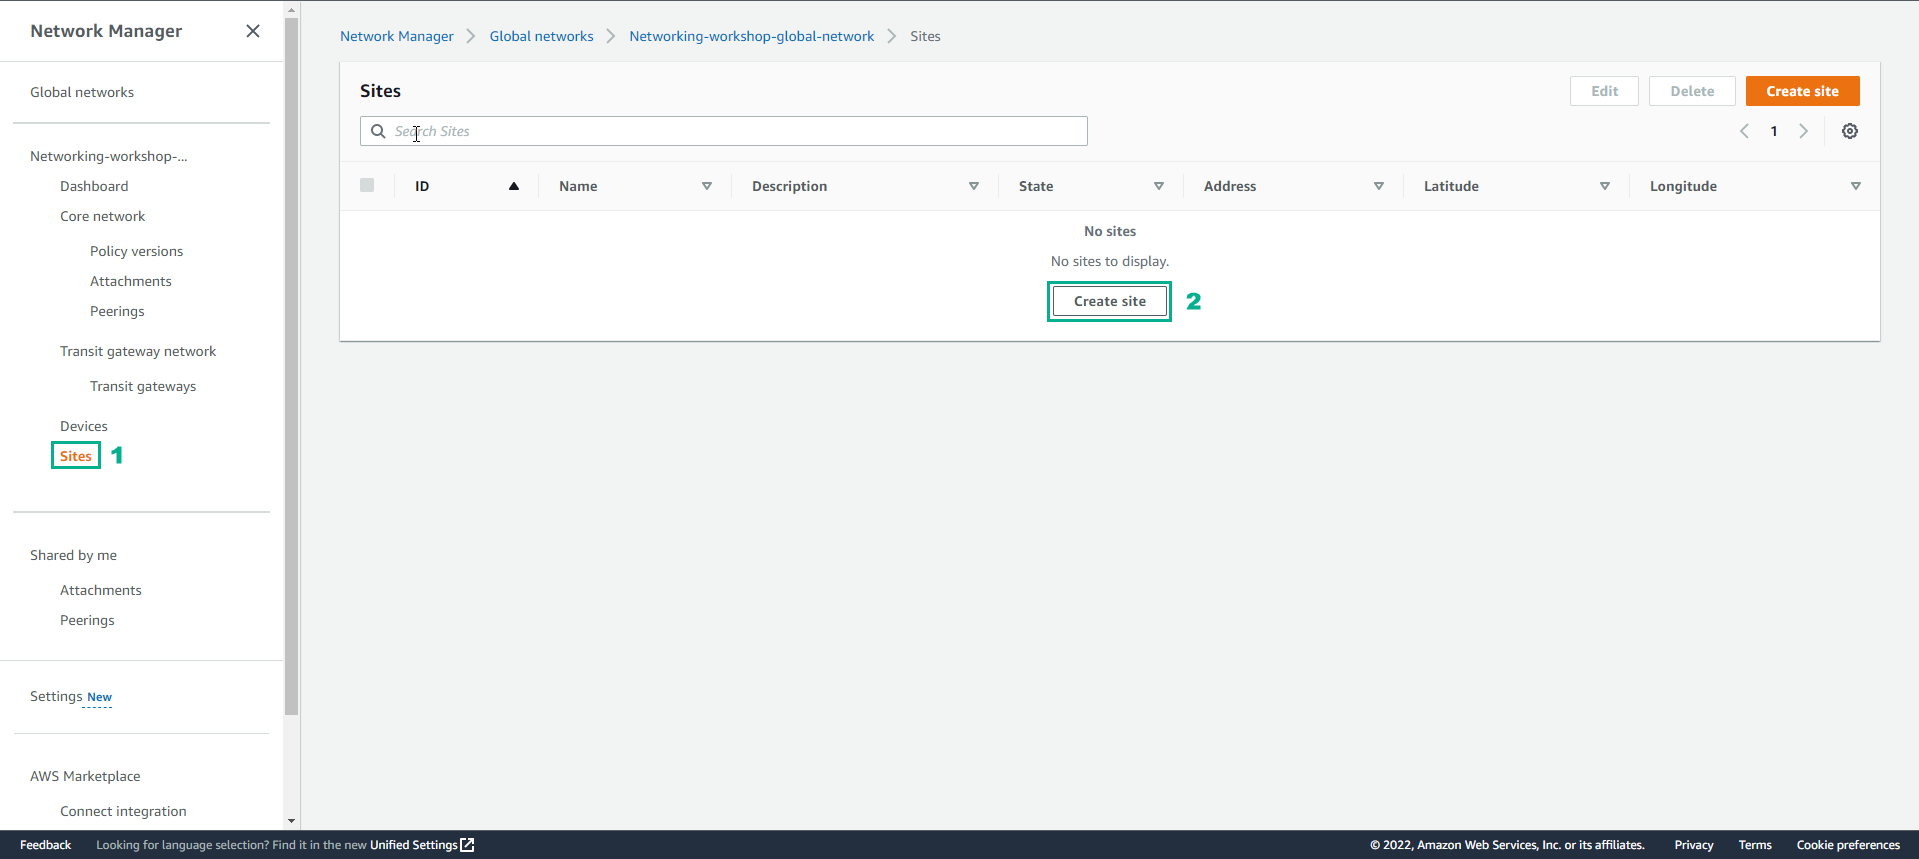 Network Manager
Global networks
Networking-workshop-...
Dashboard
Core network
Policy versions
Attachments
Peerings
Transit gateway network
Transit gateways
Devices
Sites 1
Shared by me
Attachments
Peerings
Settings New
AWS Marketplace
Connect integration
Network Manager > Global networks > Networking-workshop-global-network > Sites
Sites
Edit Delete Create site
Search Sites
1
ID Name Description State Address Latitude Longitude
No sites
No sites to display.
Create site 2
Feedback Looking for language selection? Find it in the new Unified Settings © 2022, Amazon Web Services, Inc. or its affiliates. Privacy Terms Cookie preferences